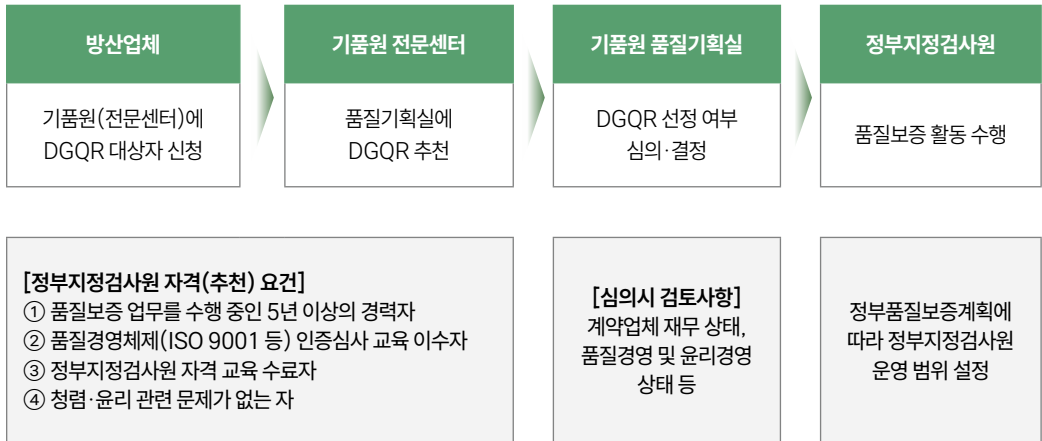 방산업체
기품원(전문센터)에
DGQR 대상자 신청
기품원 전문센터
품질기획실에
DGQR 추천
기품원 품질기획실
DGQR 선정 여부
심의·결정
정부지정검사원
품질보증 활동 수행
[정부지정검사원 자격(추천) 요건]
① 품질보증 업무를 수행 중인 5년 이상의 경력자
② 품질경영체제(ISO 9001 등) 인증심사 교육 이수자
③ 정부지정검사원 자격 교육 수료자
④ 청렴·윤리 관련 문제가 없는 자
[심의시 검토사항]
계약업체 재무 상태,
품질경영 및 윤리경영
상태 등
정부품질보증계획에
따라 정부지정검사원
운영 범위 설정